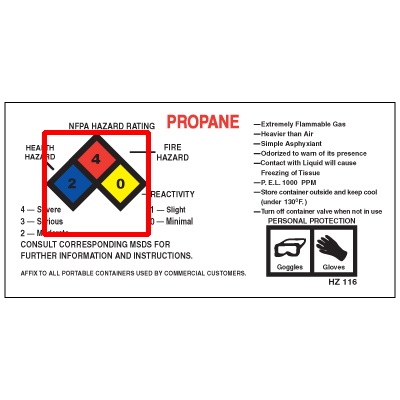 NFPA HAZARD RATING PROPANE
HEALTH HAZARD
FIRE HAZARD
4
2
0
REACTIVITY
4 — Severe
1 — Slight
3 — Serious
0 — Minimal
2 —
CONSULT CORRESPONDING MSDS FOR
FURTHER INFORMATION AND INSTRUCTIONS.
AFFIX TO ALL PORTABLE CONTAINERS USED BY COMMERCIAL CUSTOMERS.
—Extremely Flammable Gas
—Heavier than Air
—Simple Asphyxiant
—Odorized to warn of its presence
—Contact with Liquid will cause
Freezing of Tissue
—P.E.L. 1000 PPM
—Store container outside and keep cool
(under 130°F.)
—Turn off container valve when not in use
PERSONAL PROTECTION
Goggles
Gloves
HZ 116